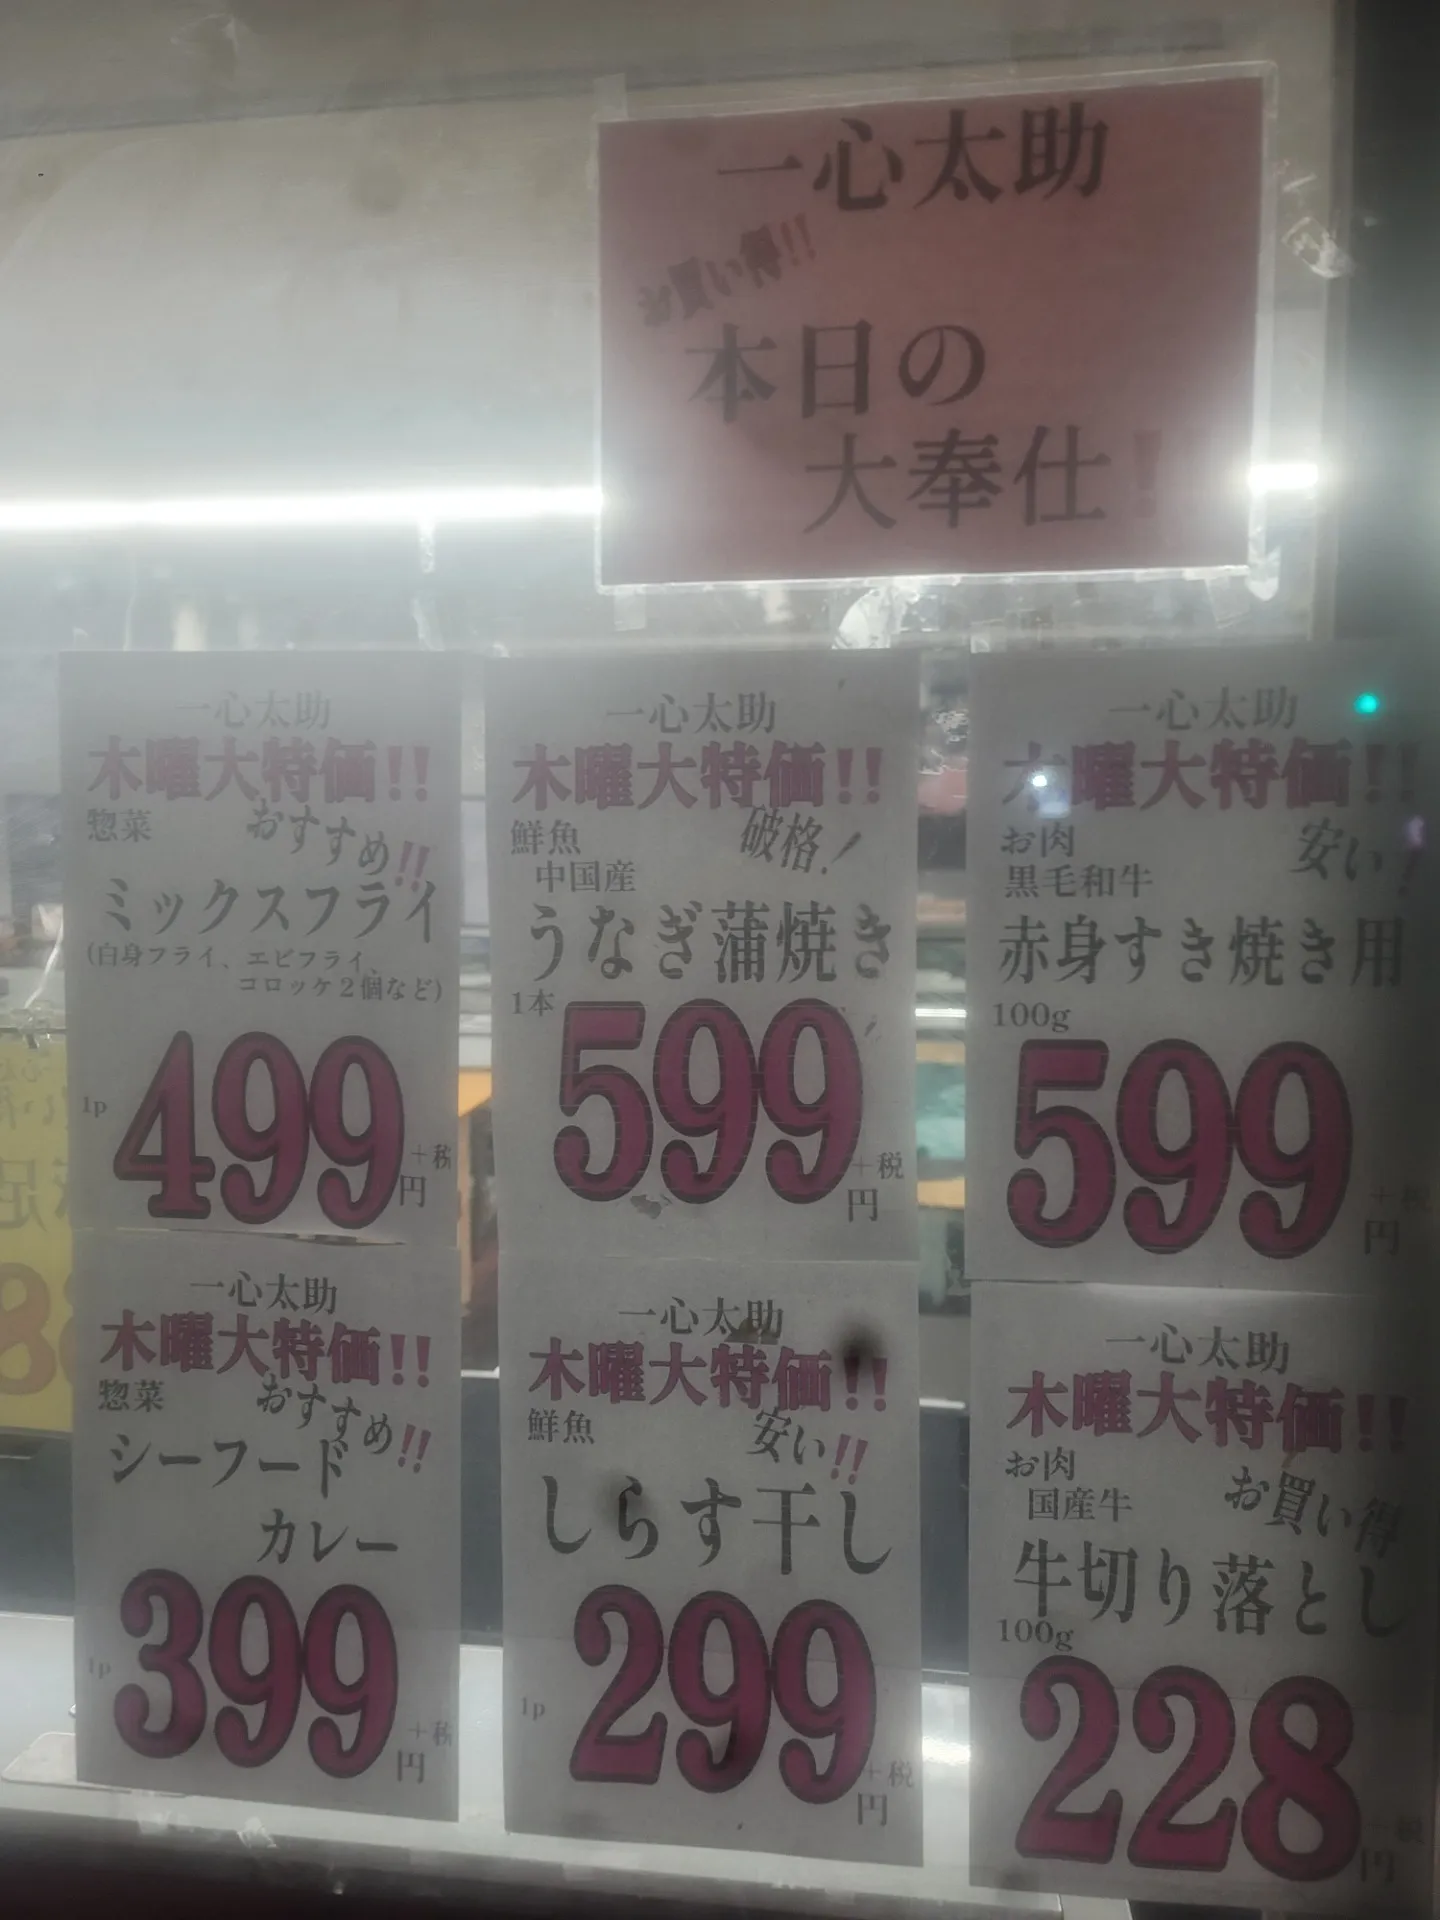 一心太助
お買い得!!
本日の
大奉仕!
一心太助
木曜大特価!!
惣菜
おすすめ!!
ミックスフライ
(白身フライ、エビフライ、
コロッケ2個など)
1p
499
+税
円
一心太助
木曜大特価!!
鮮魚
破格!
中国産
うなぎ蒲焼き
1本
599
+税
円
一心太助
木曜大特価!!
お肉
安い!
黒毛和牛
赤身すき焼き用
100g
599
+税
円
一心太助
木曜大特価!!
惣菜
おすすめ!!
シーフード
カレー
1p
399
+税
円
一心太助
木曜大特価!!
鮮魚
安い!!
しらす干し
1p
299
+税
円
一心太助
木曜大特価!!
お肉
お買い得
国産牛
牛切り落とし
100g
228
+税
円